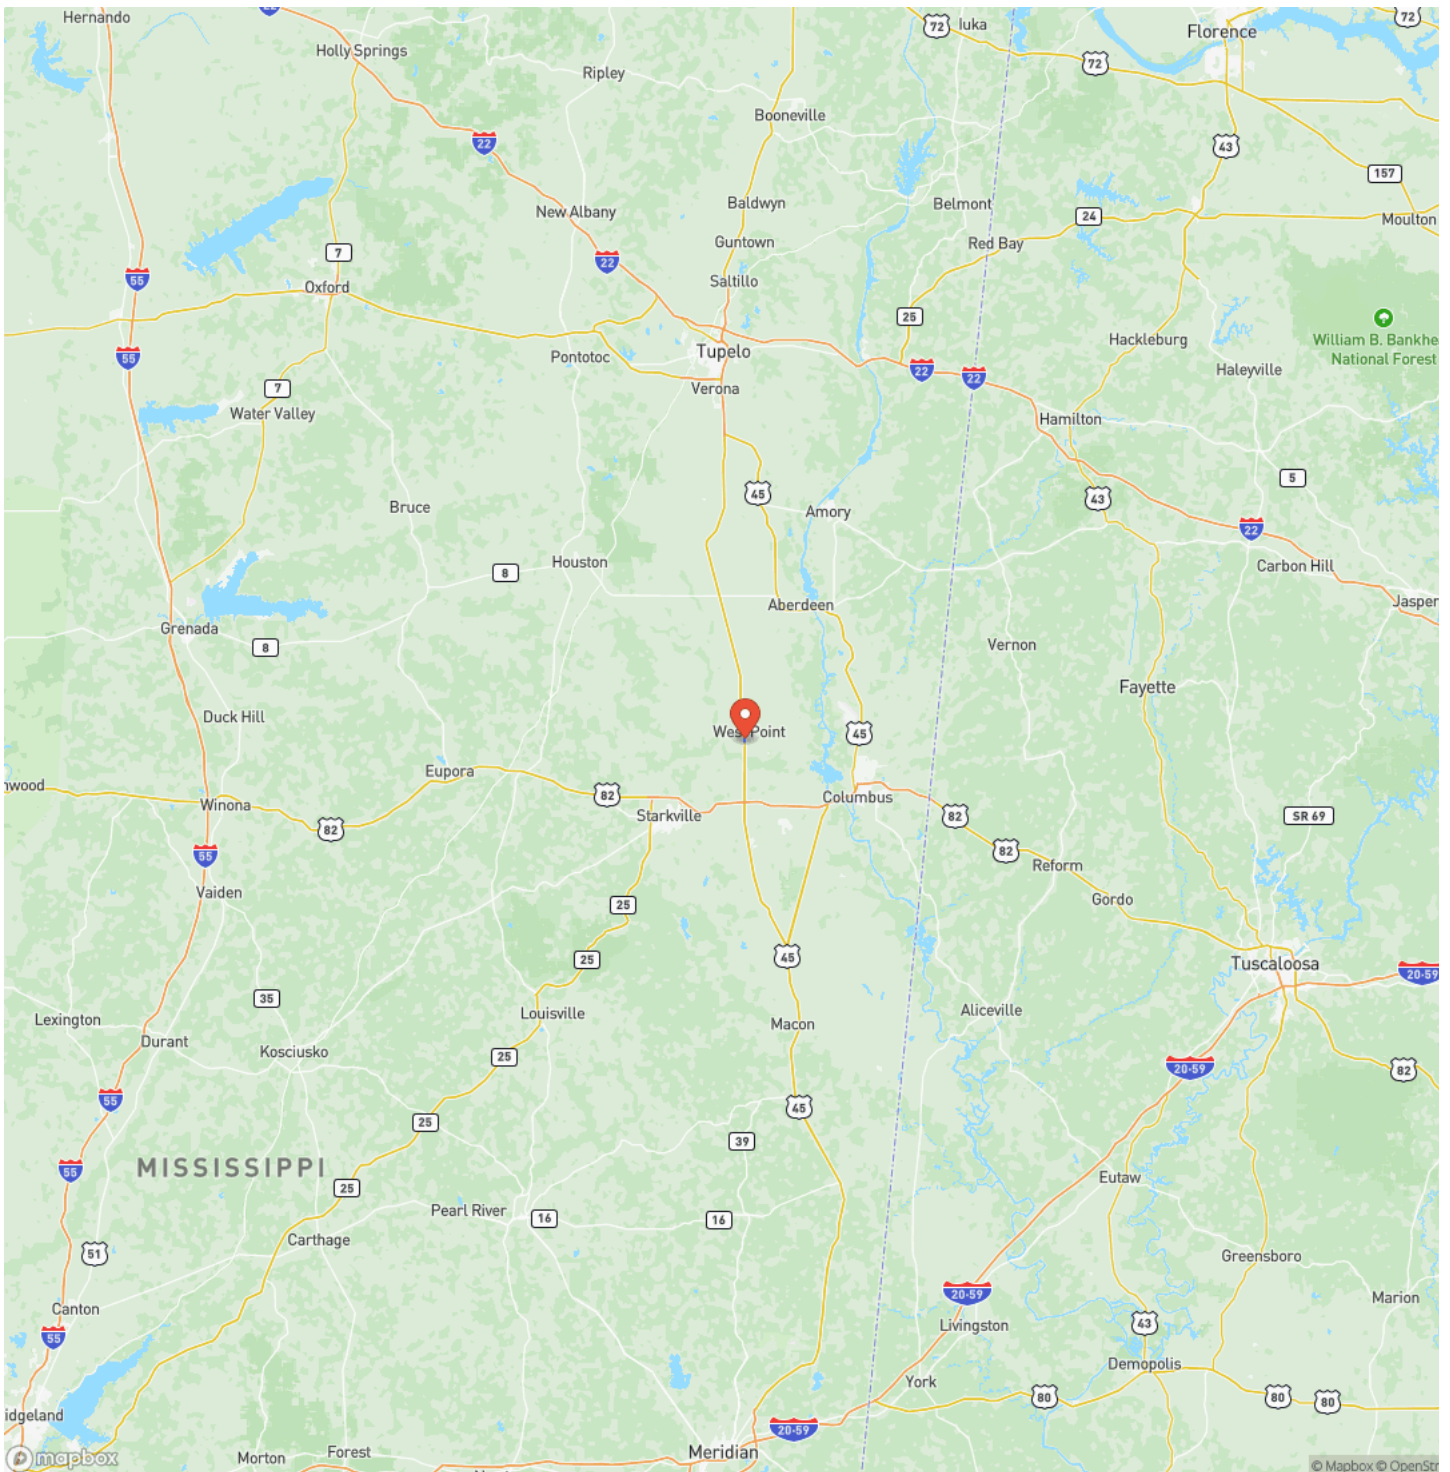 Hernando
22
72
Iuka
Florence
72
Holly Springs
72
Ripley
Booneville
22
43
157
New Albany
Baldwyn
Belmont
24
Moulton
7
Guntown
Red Bay
22
55
Saltillo
Oxford
25
William B. Bankhe
National Forest
55
Pontotoc
Tupelo
Hackleburg
22
22
Haleyville
7
Verona
Water Valley
Hamilton
45
5
Bruce
Amory
43
22
Houston
8
Carbon Hill
Aberdeen
Jasper
Grenada
8
Vernon
Fayette
Duck Hill
West Point
45
Eupora
nwood
82
Columbus
Winona
Starkville
82
SR 69
82
82
55
Reform
Vaiden
25
Gordo
25
45
Tuscaloosa
20-59
35
Lexington
Louisville
Aliceville
Macon
Durant
Kosciusko
25
20-59
82
55
45
25
39
MISSISSIPPI
55
25
Eutaw
Pearl River
16
16
Carthage
51
Greensboro
20-59
Canton
Marion
55
Livingston
43
Demopolis
York
80
80
80
idgeland
20-59
Meridian
Forest
Morton
mapbox
© Mapbox © OpenStr